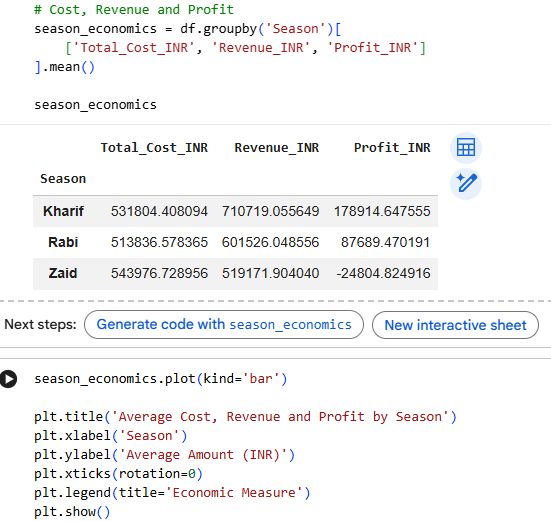 # Cost, Revenue and Profit
season_economics = df.groupby('Season')[
    ['Total_Cost_INR', 'Revenue_INR', 'Profit_INR']
].mean()
season_economics
Total_Cost_INR Revenue_INR Profit_INR
Season
Kharif 531804.408094 710719.055649 178914.647555
Rabi 513836.578365 601526.048556 87689.470191
Zaid 543976.728956 519171.904040 -24804.824916
Next steps: Generate code with season_economics New interactive sheet
season_economics.plot(kind='bar')
plt.title('Average Cost, Revenue and Profit by Season')
plt.xlabel('Season')
plt.ylabel('Average Amount (INR)')
plt.xticks(rotation=0)
plt.legend(title='Economic Measure')
plt.show()